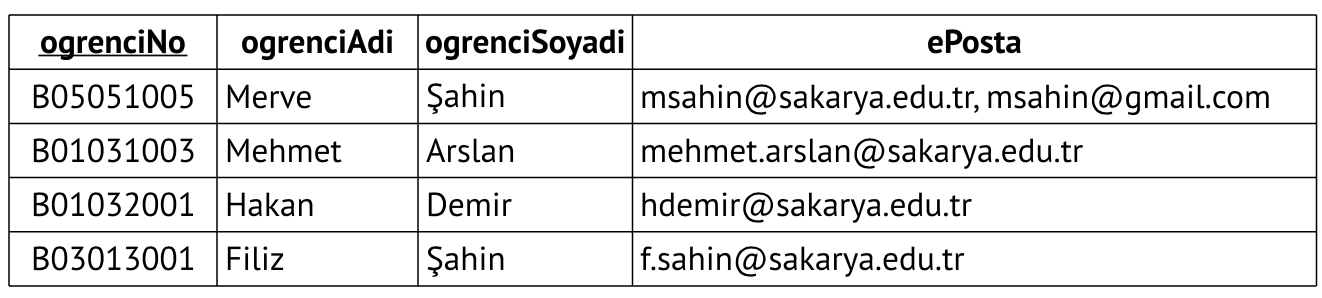 ogrenciNo ogrenciAdi ogrenciSoyadi ePosta
B05051005 Merve Şahin msahin@sakarya.edu.tr, msahin@gmail.com
B01031003 Mehmet Arslan mehmet.arslan@sakarya.edu.tr
B01032001 Hakan Demir hdemir@sakarya.edu.tr
B03013001 Filiz Şahin f.sahin@sakarya.edu.tr